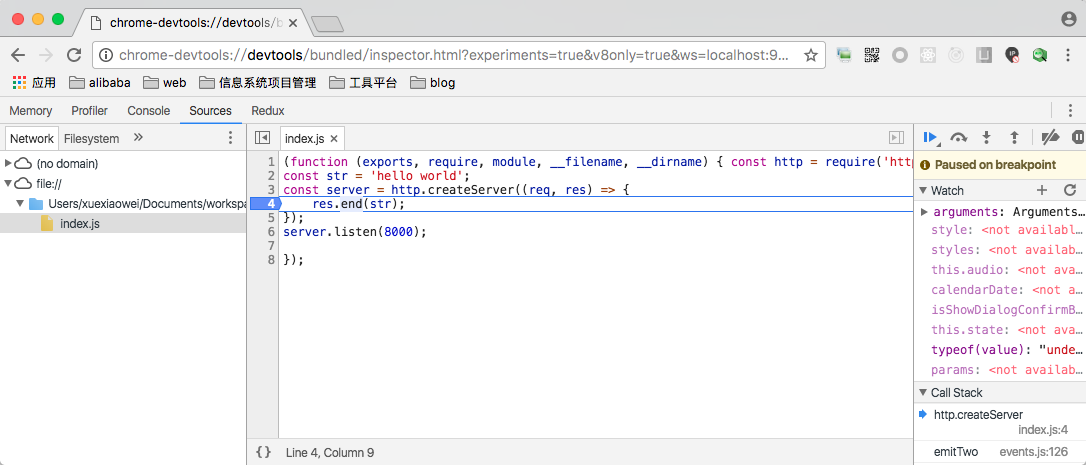 chrome-devtools://devtools/b
chrome-devtools://devtools/bundled/inspector.html?experiments=true&v8only=true&ws=localhost:9...
应用 alibaba web 信息系统项目管理 工具平台 blog
Memory Profiler Console Sources Redux
Network Filesystem »
index.js ×
(no domain)
file://
Users/xuexiaowei/Documents/workspa
index.js
1 (function (exports, require, module, __filename, __dirname) { const http = require('htt
2 const str = 'hello world';
3 const server = http.createServer((req, res) => {
4 res.end(str);
5 });
6 server.listen(8000);
7
8 });
{} Line 4, Column 9
Paused on breakpoint
Watch
arguments: Arguments...
style: <not availabl...
styles: <not availab...
this.audio: <not ava...
calendarDate: <not a...
isShowDialogConfirmB...
this.state: <not ava...
typeof(value): "unde...
params: <not availab...
Call Stack
http.createServer
index.js:4
emitTwo events.js:126